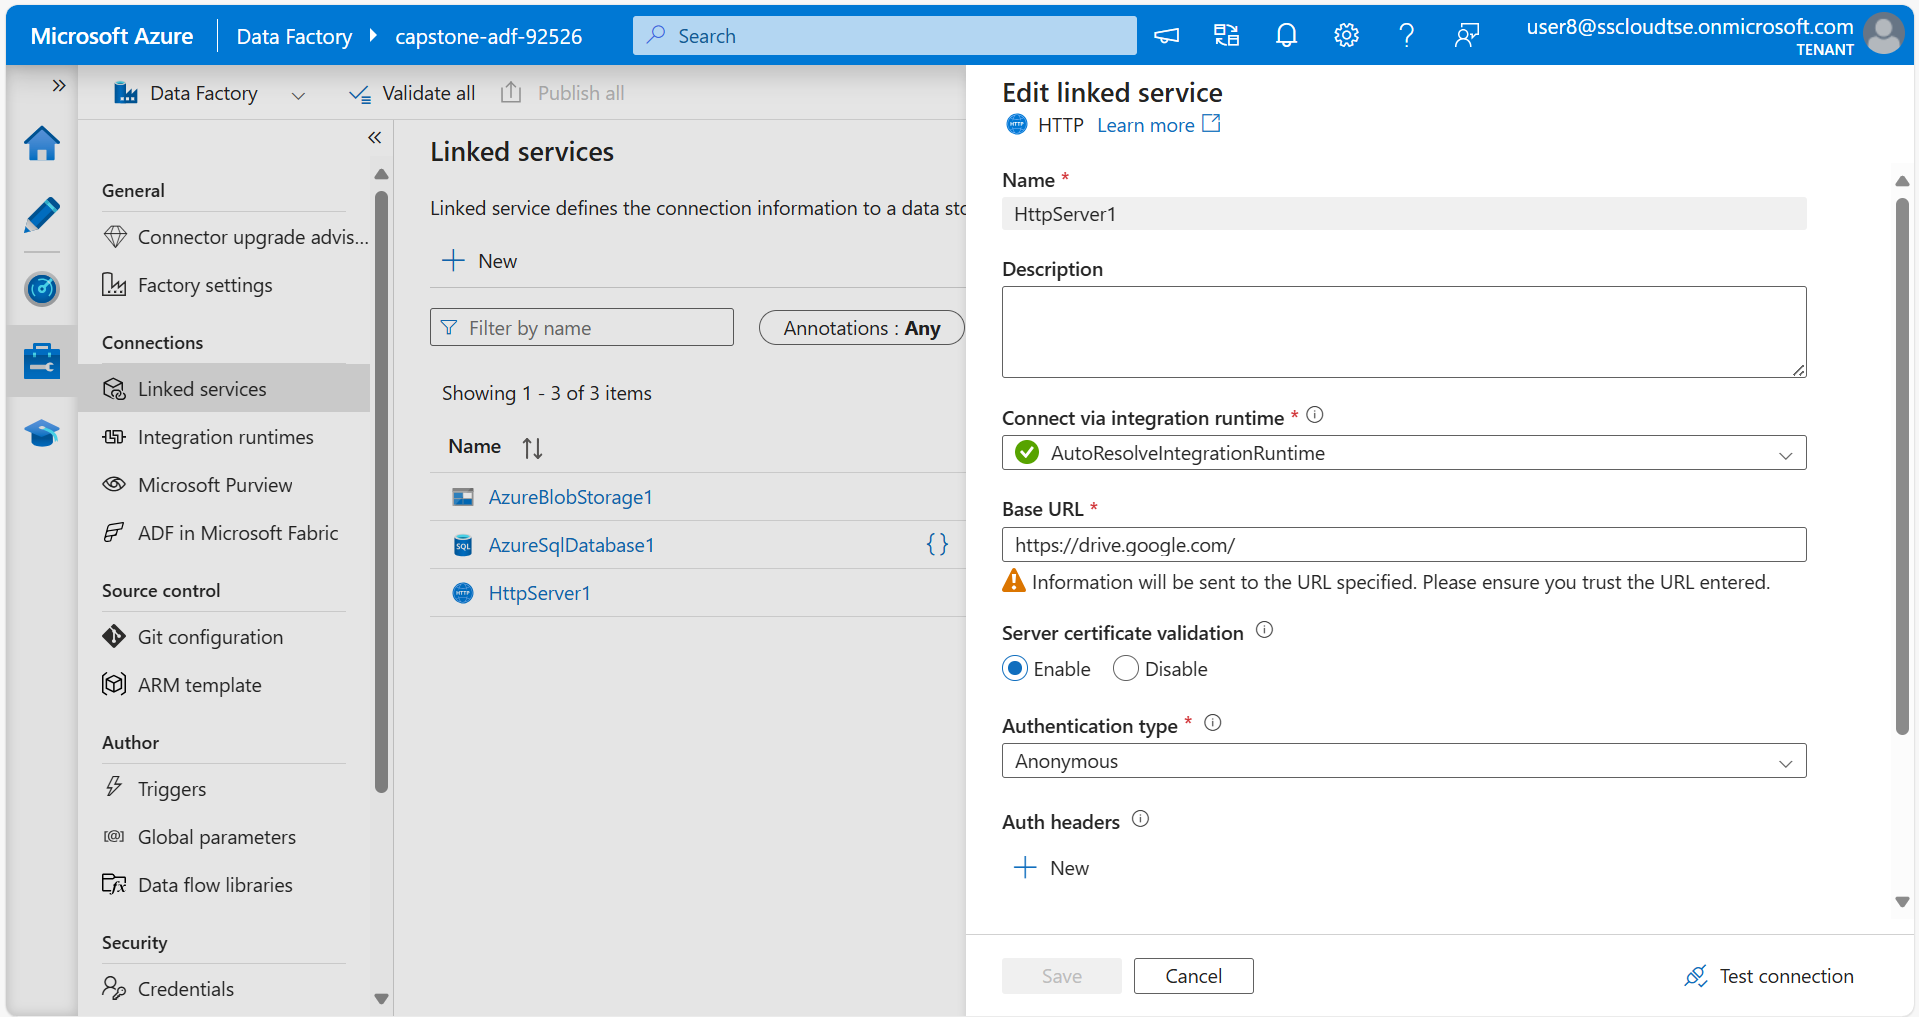 Microsoft Azure
Data Factory
capstone-adf-92526
Search
user8@sscloudtse.onmicrosoft.com
TENANT
Data Factory
Validate all
Publish all
General
Connector upgrade advis...
Factory settings
Connections
Linked services
Integration runtimes
Microsoft Purview
ADF in Microsoft Fabric
Source control
Git configuration
ARM template
Author
Triggers
Global parameters
Data flow libraries
Security
Credentials
Linked services
Linked service defines the connection information to a data sto
New
Filter by name
Annotations : Any
Showing 1 - 3 of 3 items
Name
AzureBlobStorage1
SQL AzureSqlDatabase1 {}
HTTP HttpServer1
Edit linked service
HTTP HTTP Learn more
Name *
HttpServer1
Description
Connect via integration runtime *
AutoResolveIntegrationRuntime
Base URL *
https://drive.google.com/
Information will be sent to the URL specified. Please ensure you trust the URL entered.
Server certificate validation
Enable Disable
Authentication type *
Anonymous
Auth headers
New
Save Cancel Test connection